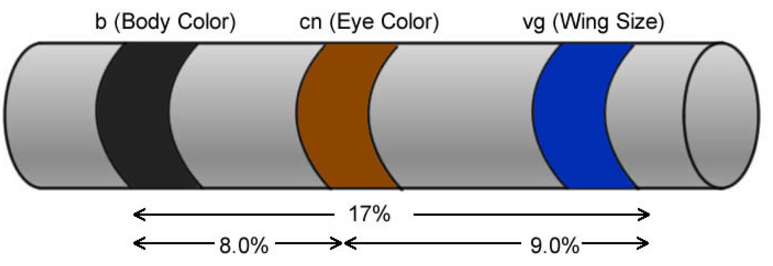 b (Body Color) cn (Eye Color) vg (Wing Size)
17%
8.0% 9.0%